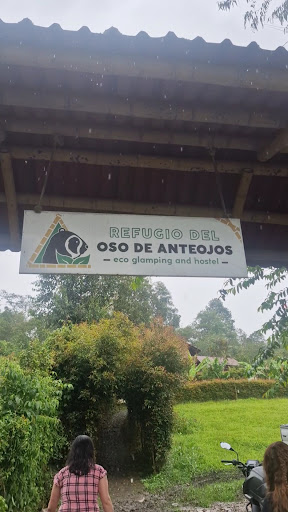 REFUGIO DEL
OSO DE ANTEOJOS
— eco glamping and hostel —